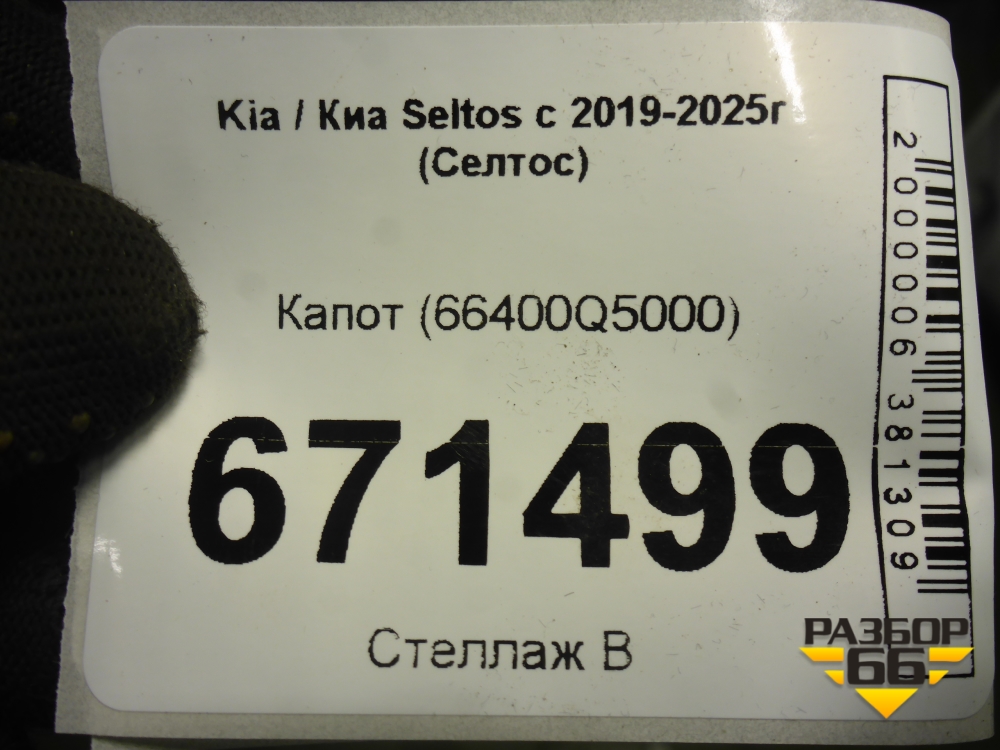 Kia / Киа Seltos с 2019-2025г
(Селтос)
Капот (66400Q5000)
671499
Стеллаж В
2000006381309
РАЗБОР
66